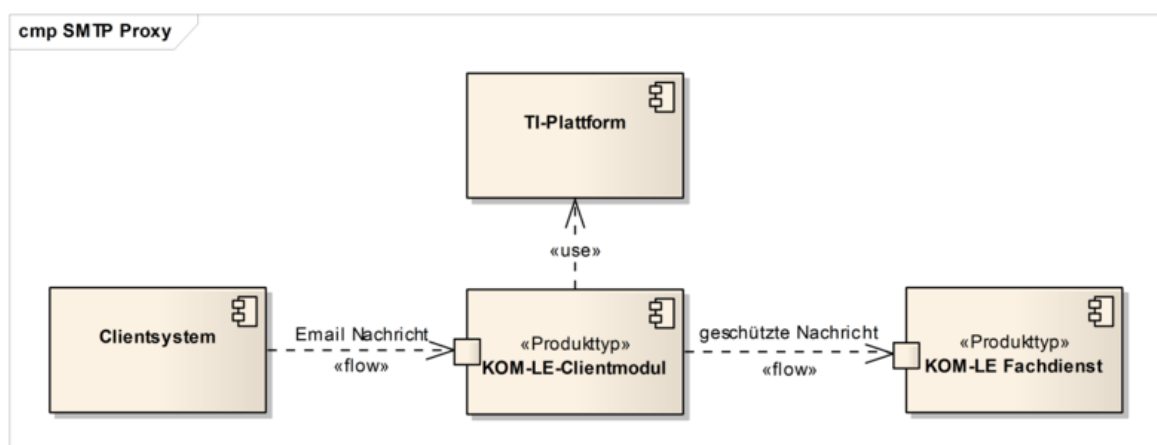 cmp SMTP Proxy
TI-Plattform
«use»
Clientsystem
Email Nachricht
«flow»
«Produkttyp»
KOM-LE-Clientmodul
geschützte Nachricht
«flow»
«Produkttyp»
KOM-LE Fachdienst